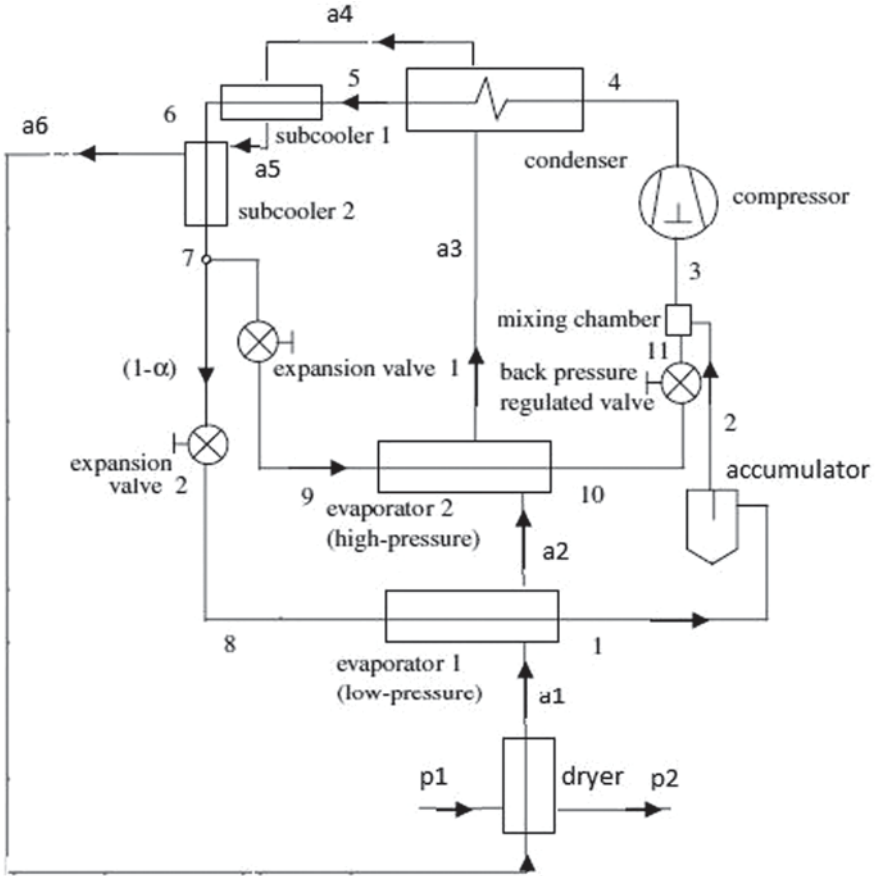 a4
5
4
6
a6
subcooler 1
a5
condenser
subcooler 2
compressor
a3
7
3
mixing chamber
11
(1-α)
expansion valve 1
back pressure
regulated valve
2
expansion
valve 2
accumulator
9
10
evaporator 2
(high-pressure)
a2
8
1
evaporator 1
(low-pressure)
a1
p1
dryer
p2